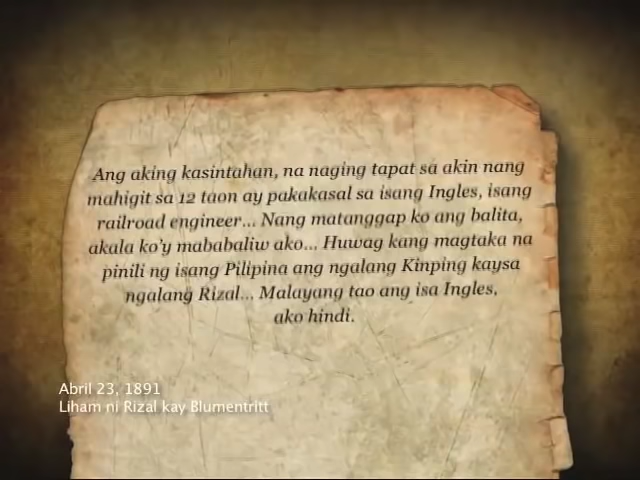 Ang aking kasintahan, na naging tapat sa akin nang
mahigit sa 12 taon ay pakakasal sa isang Ingles, isang
railroad engineer... Nang matanggap ko ang balita,
akala ko'y mababaliw ako... Huwag kang magtaka na
pinili ng isang Pilipina ang ngalang Kinping kaysa
ngalang Rizal... Malayang tao ang isa Ingles,
ako hindi.
Abril 23, 1891
Liham ni Rizal kay Blumentritt